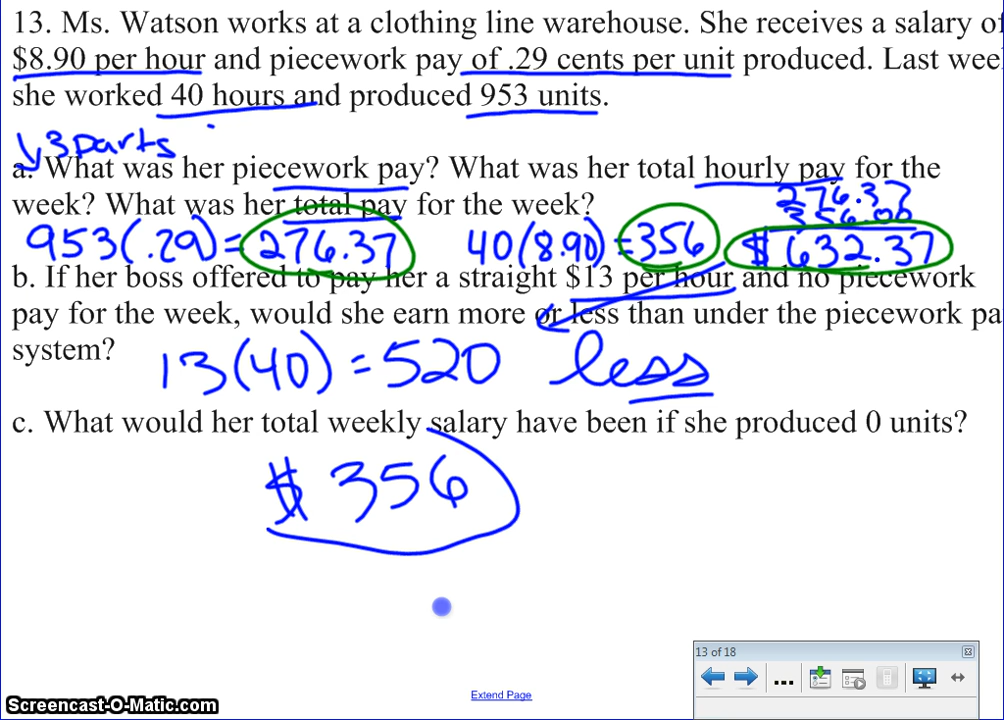 13. Ms. Watson works at a clothing line warehouse. She receives a salary of
$8.90 per hour and piecework pay of .29 cents per unit produced. Last wee
she worked 40 hours and produced 953 units.
3 parts
a. What was her piecework pay? What was her total hourly pay for the
276.37
356.00
week? What was her total pay for the week?
953(.29)=276.37 40(8.90)=356 $632.37
b. If her boss offered to pay her a straight $13 per hour and no piecework
pay for the week, would she earn more or less than under the piecework pa
system?
13(40)=520 less
c. What would her total weekly salary have been if she produced 0 units?
$356
13 of 18
Extend Page
Screencast-O-Matic.com